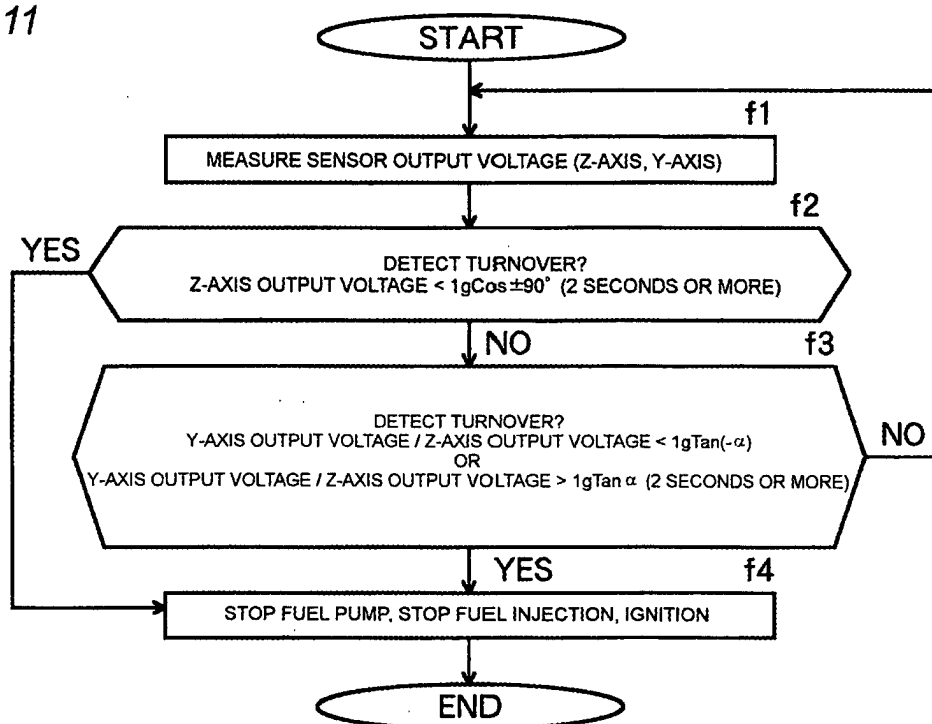 11
START
f1
MEASURE SENSOR OUTPUT VOLTAGE (Z-AXIS, Y-AXIS)
f2
YES
DETECT TURNOVER?
Z-AXIS OUTPUT VOLTAGE < 1gCos±90° (2 SECONDS OR MORE)
NO
f3
DETECT TURNOVER?
Y-AXIS OUTPUT VOLTAGE / Z-AXIS OUTPUT VOLTAGE < 1gTan(-α)
OR
Y-AXIS OUTPUT VOLTAGE / Z-AXIS OUTPUT VOLTAGE > 1gTan α (2 SECONDS OR MORE)
NO
YES
f4
STOP FUEL PUMP, STOP FUEL INJECTION, IGNITION
END